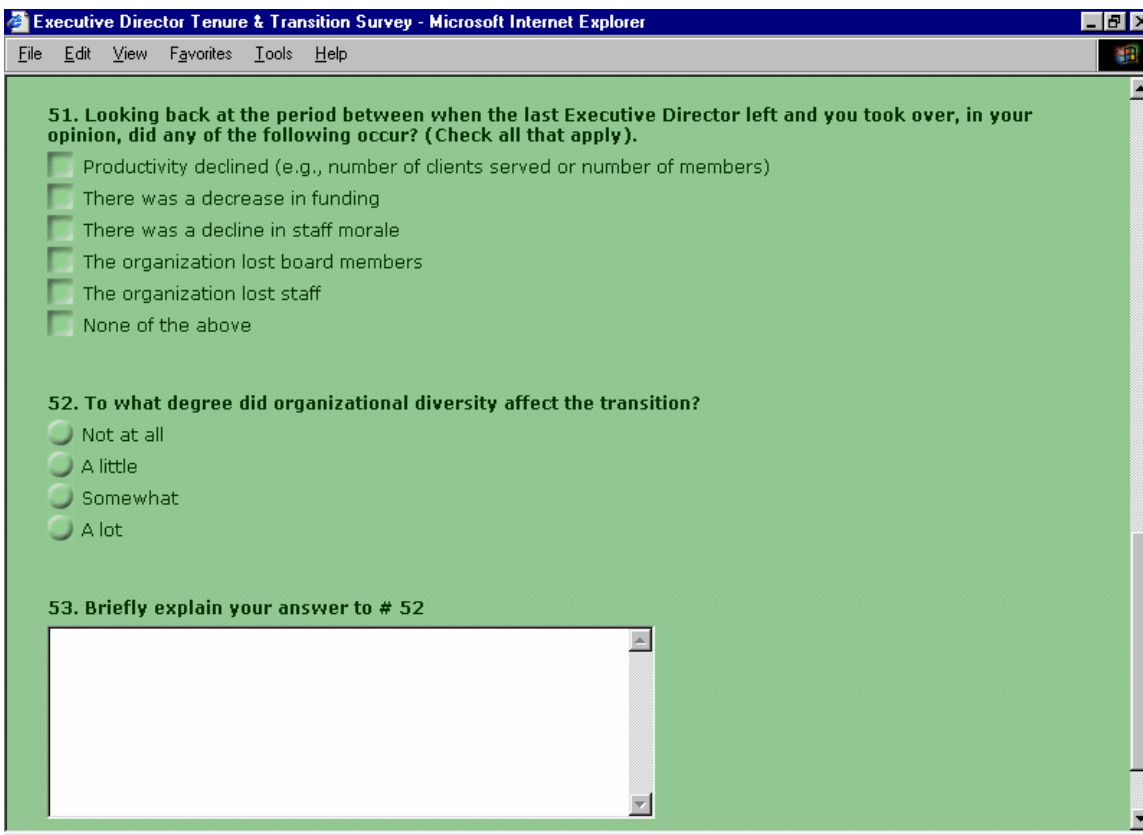 Executive Director Tenure & Transition Survey - Microsoft Internet Explorer
File Edit View Favorites Tools Help
51. Looking back at the period between when the last Executive Director left and you took over, in your
opinion, did any of the following occur? (Check all that apply).
Productivity declined (e.g., number of clients served or number of members)
There was a decrease in funding
There was a decline in staff morale
The organization lost board members
The organization lost staff
None of the above
52. To what degree did organizational diversity affect the transition?
Not at all
A little
Somewhat
A lot
53. Briefly explain your answer to # 52